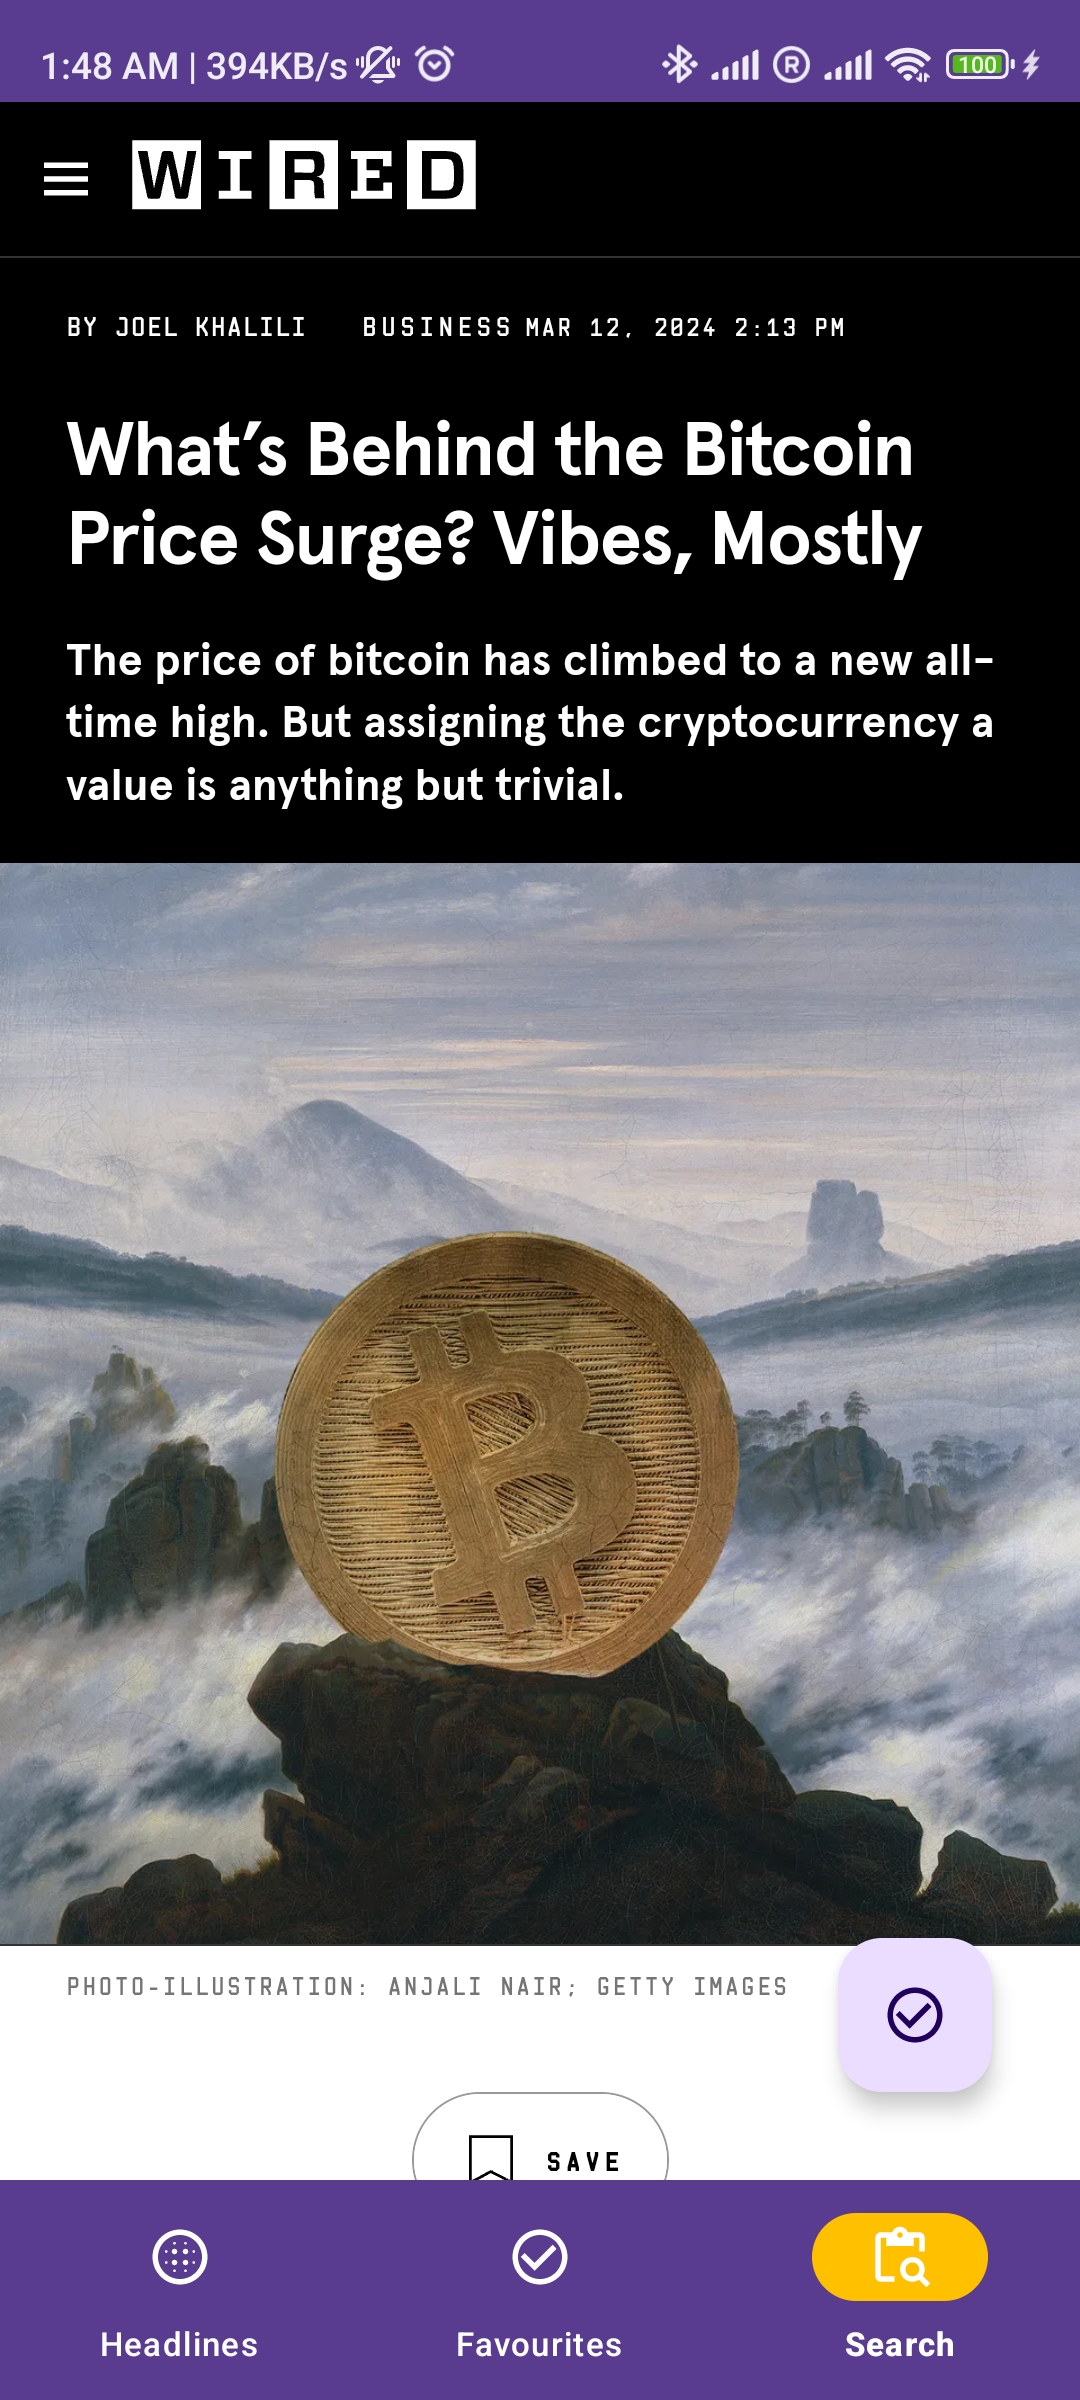 1:48 AM | 394KB/s
R
100
WIRED
BY JOEL KHALILI BUSINESS MAR 12, 2024 2:13 PM
What’s Behind the Bitcoin
Price Surge? Vibes, Mostly
The price of bitcoin has climbed to a new all-
time high. But assigning the cryptocurrency a
value is anything but trivial.
PHOTO-ILLUSTRATION: ANJALI NAIR; GETTY IMAGES
SAVE
Headlines Favourites Search